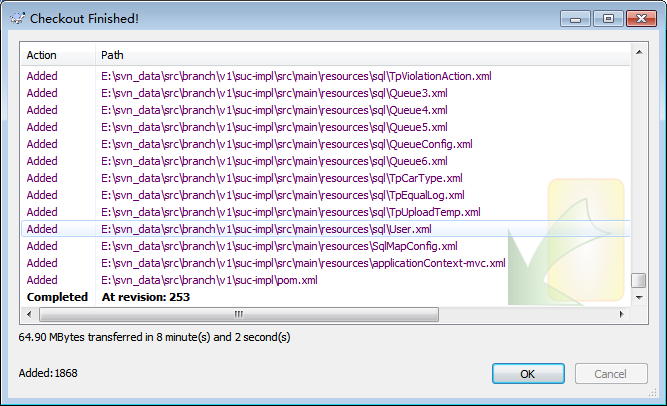 Checkout Finished!
Action Path
Added E:\svn_data\src\branch\v1\suc-impl\src\main\resources\sql\TpViolationAction.xml
Added E:\svn_data\src\branch\v1\suc-impl\src\main\resources\sql\Queue3.xml
Added E:\svn_data\src\branch\v1\suc-impl\src\main\resources\sql\Queue4.xml
Added E:\svn_data\src\branch\v1\suc-impl\src\main\resources\sql\Queue5.xml
Added E:\svn_data\src\branch\v1\suc-impl\src\main\resources\sql\QueueConfig.xml
Added E:\svn_data\src\branch\v1\suc-impl\src\main\resources\sql\Queue6.xml
Added E:\svn_data\src\branch\v1\suc-impl\src\main\resources\sql\TpCarType.xml
Added E:\svn_data\src\branch\v1\suc-impl\src\main\resources\sql\TpEqualLog.xml
Added E:\svn_data\src\branch\v1\suc-impl\src\main\resources\sql\TpUploadTemp.xml
Added E:\svn_data\src\branch\v1\suc-impl\src\main\resources\sql\User.xml
Added E:\svn_data\src\branch\v1\suc-impl\src\main\resources\SqlMapConfig.xml
Added E:\svn_data\src\branch\v1\suc-impl\src\main\resources\applicationContext-mvc.xml
Added E:\svn_data\src\branch\v1\suc-impl\pom.xml
Completed At revision: 253
64.90 MBytes transferred in 8 minute(s) and 2 second(s)
Added:1868
OK Cancel